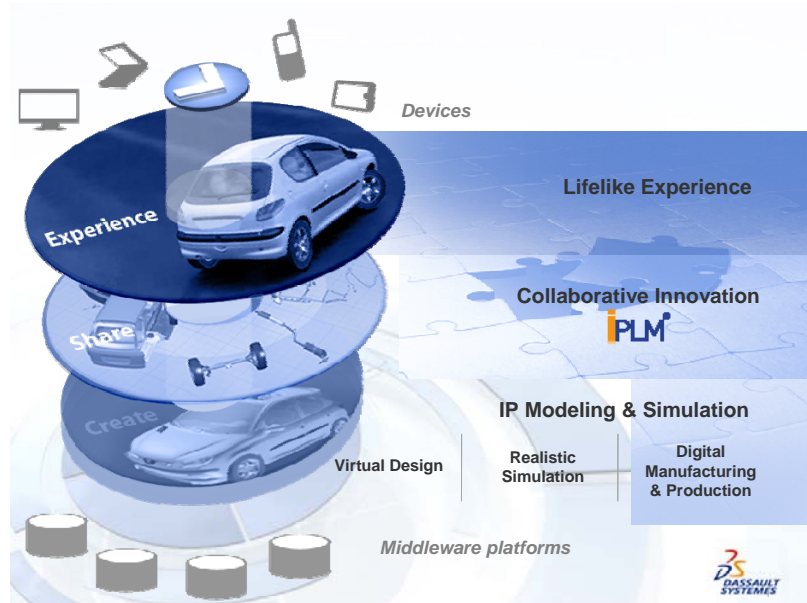 Devices
Experience
Lifelike Experience
Share
Collaborative Innovation
iPLM
Create
IP Modeling & Simulation
Virtual Design
Realistic
Simulation
Digital
Manufacturing
& Production
Middleware platforms
DS
DASSAULT
SYSTEMES